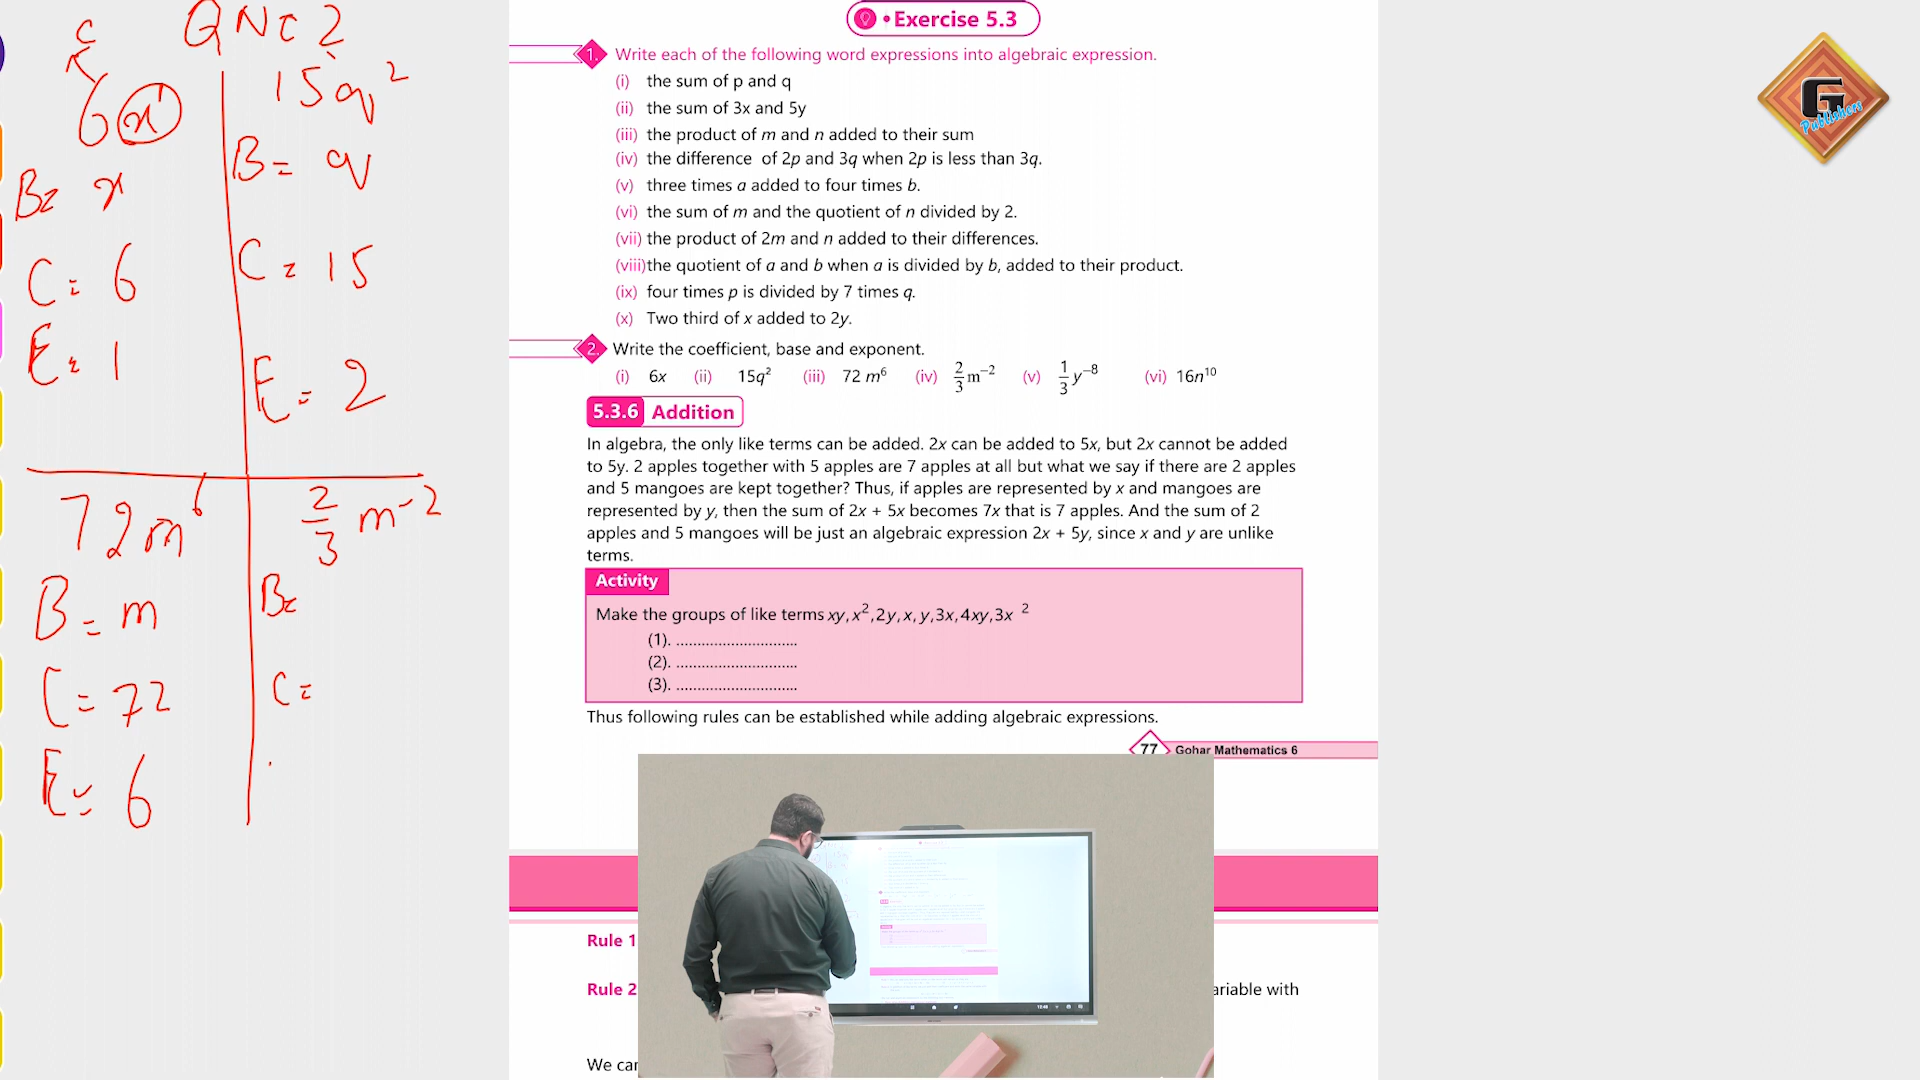 QNC 2
C
6x¹
B= x
C= 6
E= 1
15q²
B= q
C= 15
E= 2
72m⁶
B= m
C= 72
E= 6
2/3 m⁻²
B=
C=
• Exercise 5.3
1. Write each of the following word expressions into algebraic expression.
(i) the sum of p and q
(ii) the sum of 3x and 5y
(iii) the product of m and n added to their sum
(iv) the difference of 2p and 3q when 2p is less than 3q.
(v) three times a added to four times b.
(vi) the sum of m and the quotient of n divided by 2.
(vii) the product of 2m and n added to their differences.
(viii) the quotient of a and b when a is divided by b, added to their product.
(ix) four times p is divided by 7 times q.
(x) Two third of x added to 2y.
2. Write the coefficient, base and exponent.
(i) 6x (ii) 15q² (iii) 72 m⁶ (iv) 2/3 m⁻² (v) 1/3 y⁻⁸ (vi) 16n¹⁰
5.3.6 Addition
In algebra, the only like terms can be added. 2x can be added to 5x, but 2x cannot be added
to 5y. 2 apples together with 5 apples are 7 apples at all but what we say if there are 2 apples
and 5 mangoes are kept together? Thus, if apples are represented by x and mangoes are
represented by y, then the sum of 2x + 5x becomes 7x that is 7 apples. And the sum of 2
apples and 5 mangoes will be just an algebraic expression 2x + 5y, since x and y are unlike
terms.
Activity
Make the groups of like terms xy, x², 2y, x, y, 3x, 4xy, 3x²
(1). ............................
(2). ............................
(3). ............................
Thus following rules can be established while adding algebraic expressions.
77 Gohar Mathematics 6
Rule 1
Rule 2
ariable with
We car
G
Publishers